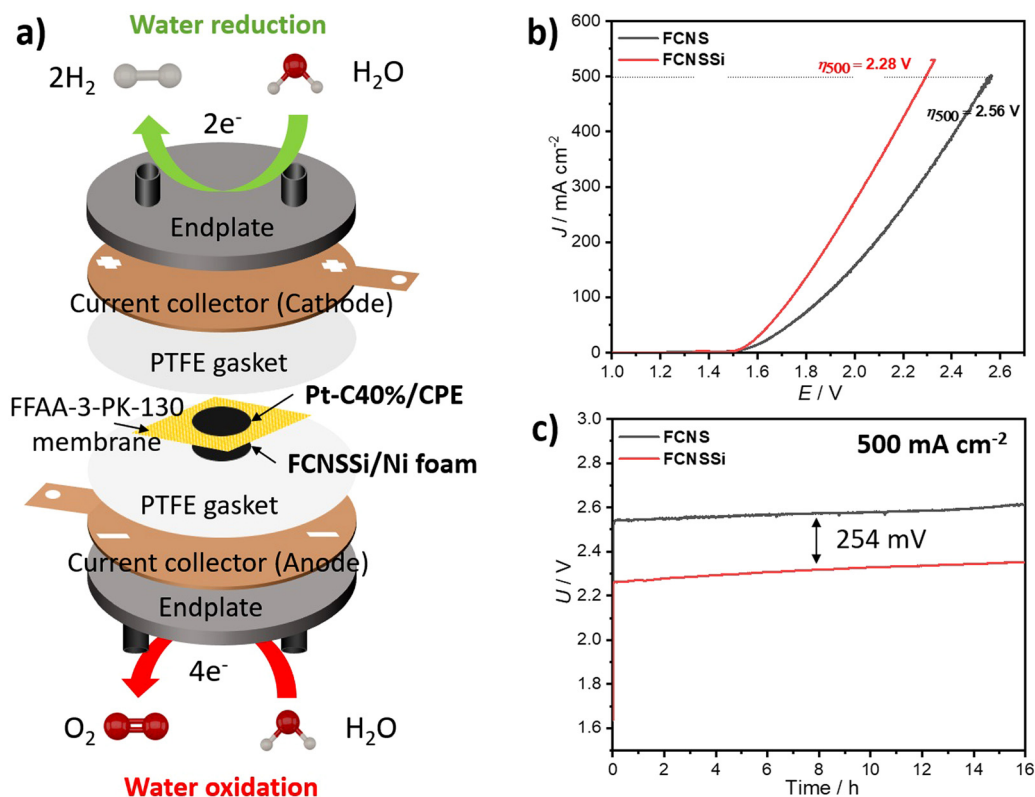 a)
Water reduction
2H₂
H₂O
2e⁻
Endplate
Current collector (Cathode)
PTFE gasket
FFAA-3-PK-130
membrane
Pt-C40%/CPE
FCNSSi/Ni foam
PTFE gasket
Current collector (Anode)
Endplate
4e⁻
O₂
H₂O
Water oxidation
b)
FCNS
FCNSSi
η500 = 2.28 V
η500 = 2.56 V
J / mA cm⁻²
600
500
400
300
200
100
0
1.0 1.2 1.4 1.6 1.8 2.0 2.2 2.4 2.6
E / V
c)
FCNS
FCNSSi
500 mA cm⁻²
254 mV
U / V
3.0
2.8
2.6
2.4
2.2
2.0
1.8
1.6
0 2 4 6 8 10 12 14 16
Time / h